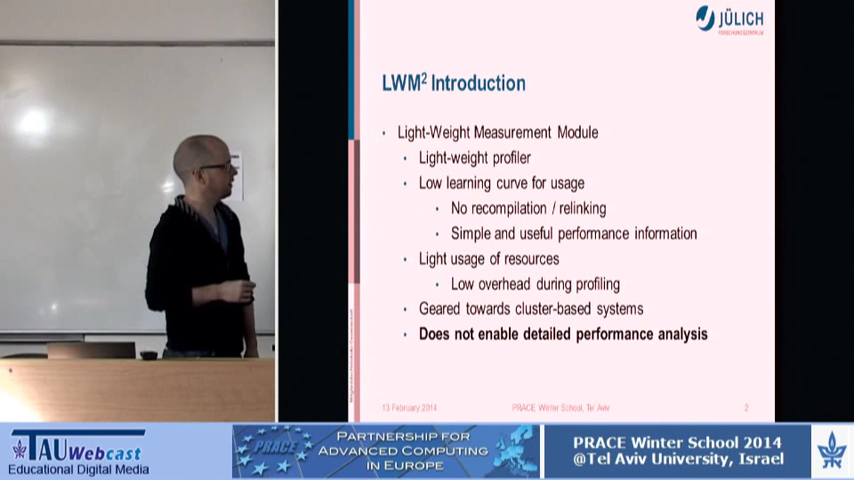 JÜLICH
FORSCHUNGSZENTRUM
LWM² Introduction
• Light-Weight Measurement Module
• Light-weight profiler
• Low learning curve for usage
• No recompilation / relinking
• Simple and useful performance information
• Light usage of resources
• Low overhead during profiling
• Geared towards cluster-based systems
• Does not enable detailed performance analysis
13 February 2014 PRACE Winter School, Tel Aviv 2
TAU Webcast
Educational Digital Media
PRACE
PARTNERSHIP FOR
ADVANCED COMPUTING
IN EUROPE
PRACE Winter School 2014
@Tel Aviv University, Israel